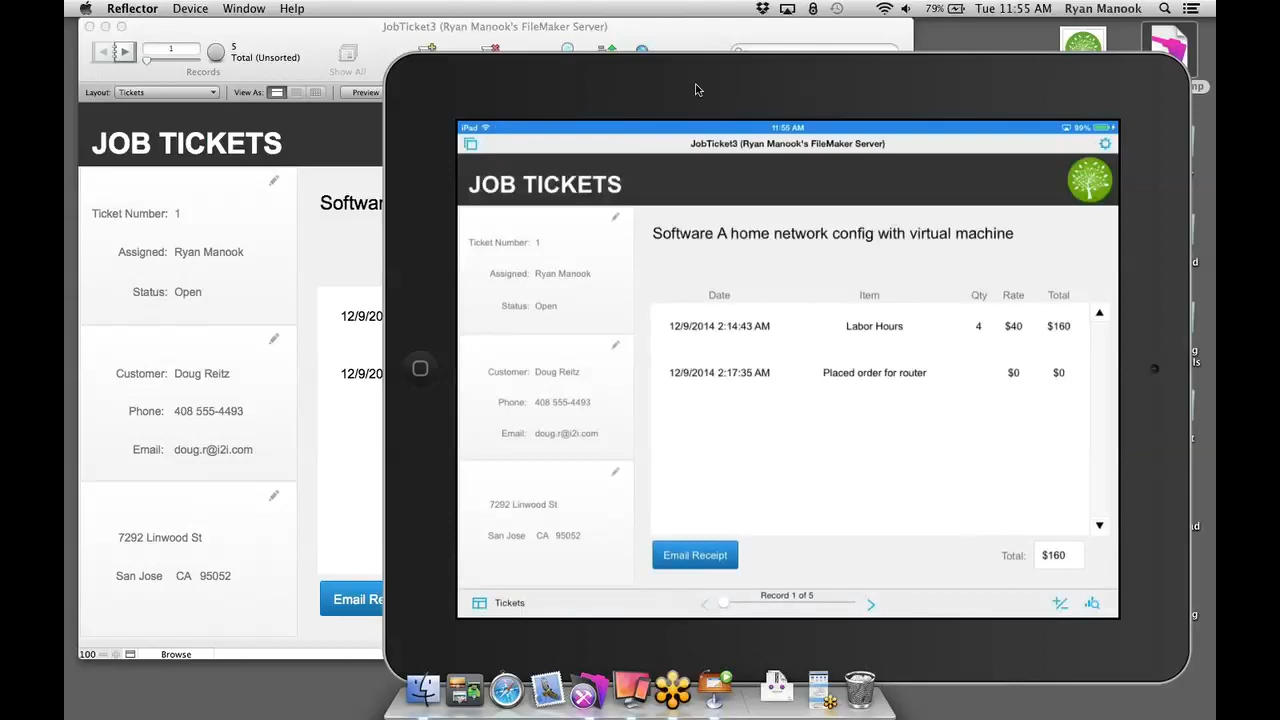 Reflector Device Window Help
79% Tue 11:55 AM Ryan Manook
JobTicket3 (Ryan Manook's FileMaker Server)
1
5
Total (Unsorted)
Records
Show All
Layout: Tickets View As: Preview
JOB TICKETS
Ticket Number: 1
Assigned: Ryan Manook
Status: Open
Customer: Doug Reitz
Phone: 408 555-4493
Email: doug.r@i2i.com
7292 Linwood St
San Jose CA 95052
Softwar
12/9/20
12/9/20
Email Re
100 Browse
iPad 11:55 AM 99%
JobTicket3 (Ryan Manook's FileMaker Server)
JOB TICKETS
Ticket Number: 1
Assigned: Ryan Manook
Status: Open
Customer: Doug Reitz
Phone: 408 555-4493
Email: doug.r@i2i.com
7292 Linwood St
San Jose CA 95052
Software A home network config with virtual machine
Date Item Qty Rate Total
12/9/2014 2:14:43 AM Labor Hours 4 $40 $160
12/9/2014 2:17:35 AM Placed order for router $0 $0
Email Receipt Total: $160
Tickets Record 1 of 5